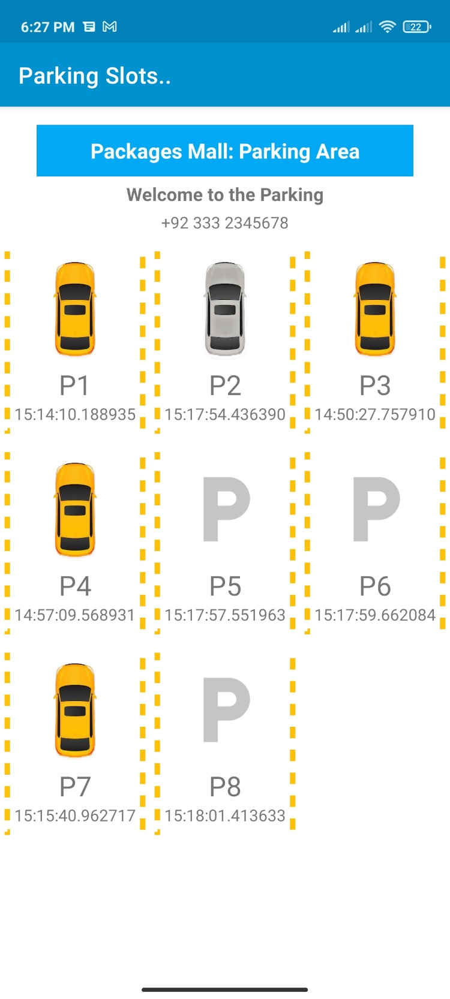 6:27 PM
22
Parking Slots..
Packages Mall: Parking Area
Welcome to the Parking
+92 333 2345678
P1 P2 P3
15:14:10.188935 15:17:54.436390 14:50:27.757910
P P
P4 P5 P6
14:57:09.568931 15:17:57.551963 15:17:59.662084
P
P7 P8
15:15:40.962717 15:18:01.413633